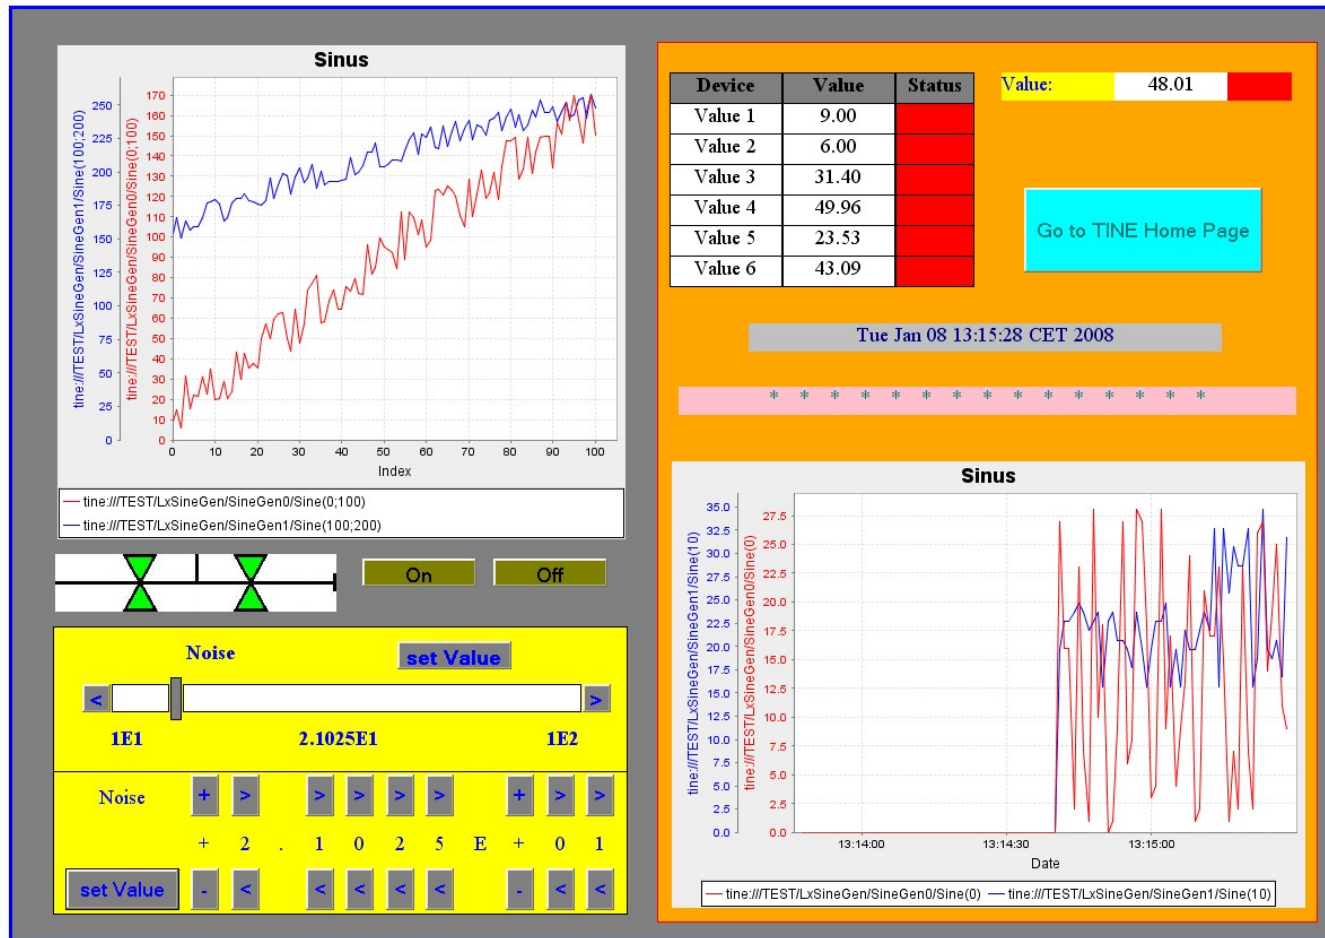 Sinus
tine:///TEST/LxSineGen/SineGen1/Sine(100;200)
250
225
200
175
150
125
100
75
50
25
0
tine:///TEST/LxSineGen/SineGen0/Sine(0;100)
170
160
150
140
130
120
110
100
90
80
70
60
50
40
30
20
10
0
0 10 20 30 40 50 60 70 80 90 100
Index
tine:///TEST/LxSineGen/SineGen0/Sine(0;100)
tine:///TEST/LxSineGen/SineGen1/Sine(100;200)
On Off
Noise set Value
< >
1E1 2.1025E1 1E2
Noise + > > > > > + > >
+ 2 . 1 0 2 5 E + 0 1
set Value - < < < < < - < <
Device Value Status
Value 1 9.00
Value 2 6.00
Value 3 31.40
Value 4 49.96
Value 5 23.53
Value 6 43.09
Value: 48.01
Go to TINE Home Page
Tue Jan 08 13:15:28 CET 2008
* * * * * * * * * * * * * * *
Sinus
tine:///TEST/LxSineGen/SineGen1/Sine(10)
35.0
32.5
30.0
27.5
25.0
22.5
20.0
17.5
15.0
12.5
10.0
7.5
5.0
2.5
0.0
tine:///TEST/LxSineGen/SineGen0/Sine(0)
27.5
25.0
22.5
20.0
17.5
15.0
12.5
10.0
7.5
5.0
2.5
0.0
13:14:00 13:14:30 13:15:00
Date
tine:///TEST/LxSineGen/SineGen0/Sine(0) tine:///TEST/LxSineGen/SineGen1/Sine(10)